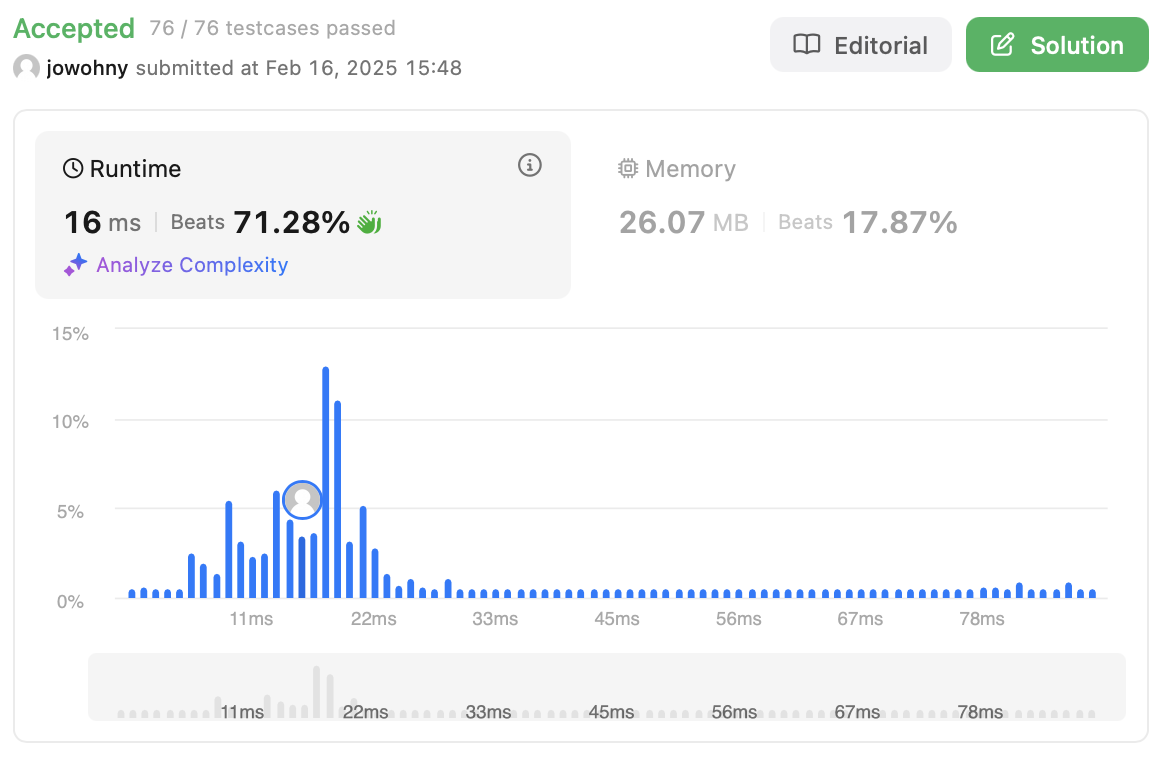 Accepted 76 / 76 testcases passed
jowohny submitted at Feb 16, 2025 15:48
Editorial
Solution
Runtime
16 ms | Beats 71.28%
Analyze Complexity
Memory
26.07 MB | Beats 17.87%
15%
10%
5%
0%
11ms 22ms 33ms 45ms 56ms 67ms 78ms
11ms 22ms 33ms 45ms 56ms 67ms 78ms